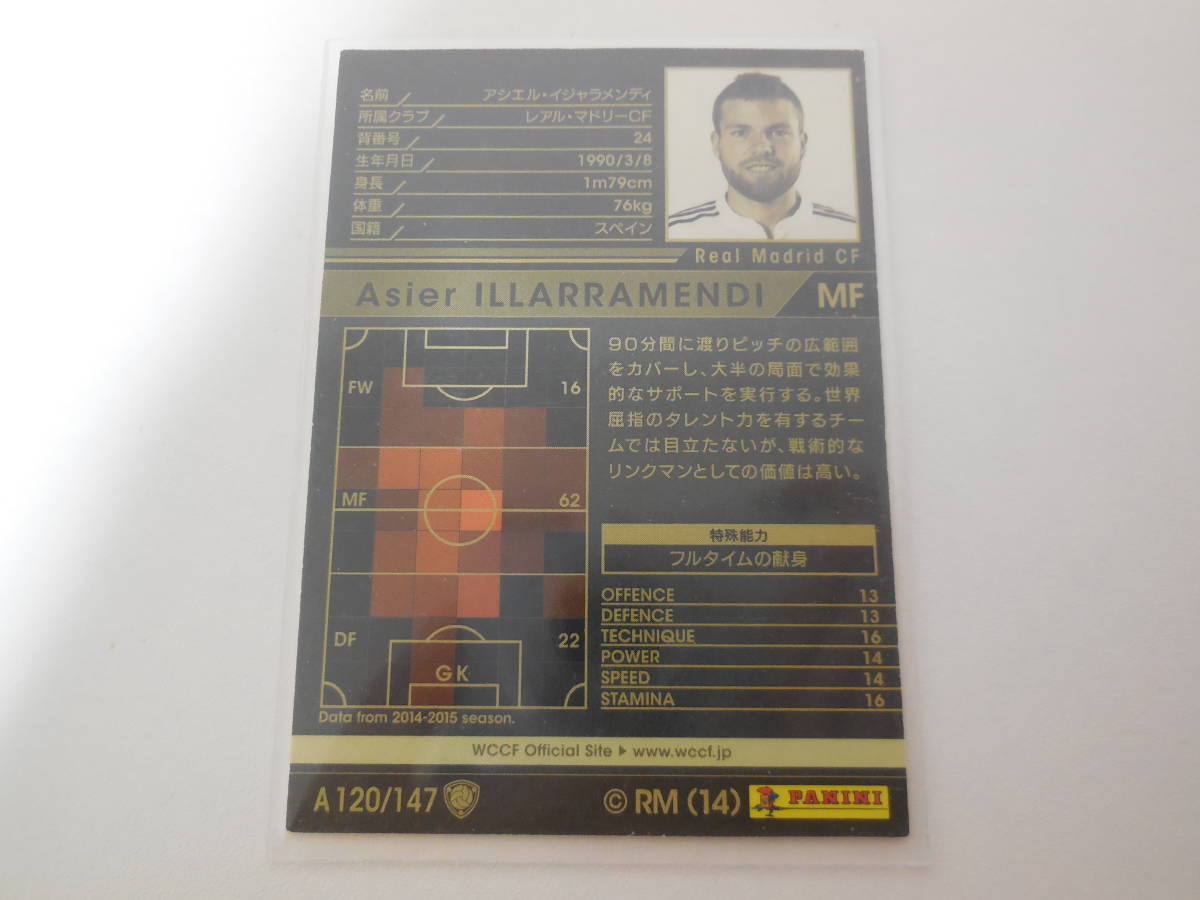 名前 アシエル・イジャラメンディ
所属クラブ レアル・マドリーCF
背番号 24
生年月日 1990/3/8
身長 1m79cm
体重 76kg
国籍 スペイン
Real Madrid CF
Asier ILLARRAMENDI MF
FW 16
MF 62
DF 22
GK
Data from 2014-2015 season.
90分間に渡りピッチの広範囲
をカバーし、大半の局面で効果
的なサポートを実行する。世界
屈指のタレント力を有するチー
ムでは目立たないが、戦術的な
リンクマンとしての価値は高い。
特殊能力
フルタイムの献身
OFFENCE 13
DEFENCE 13
TECHNIQUE 16
POWER 14
SPEED 14
STAMINA 16
WCCF Official Site ▶ www.wccf.jp
A120/147 © RM (14) PANINI